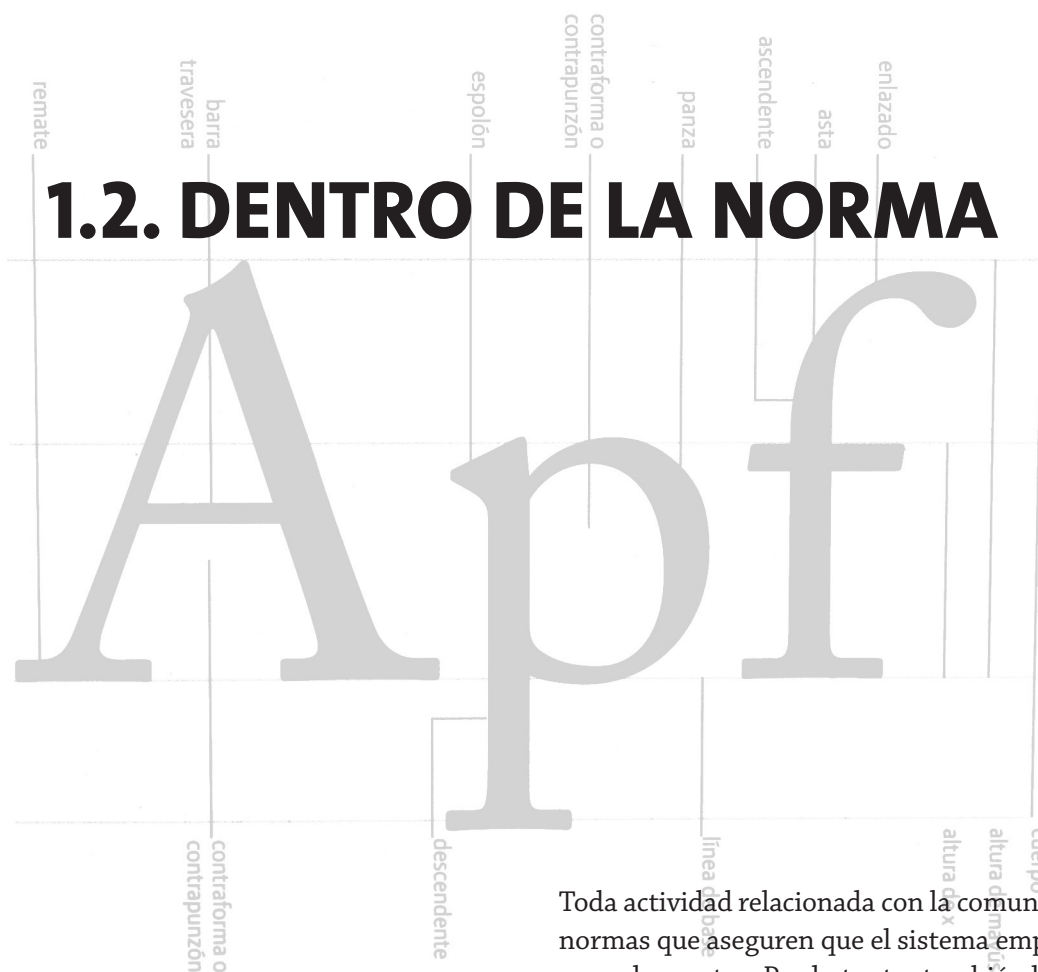 remate
barra
travesera
espolón
contraforma o
contrapunzón
panza
ascendente
asta
enlazado
1.2. DENTRO DE LA NORMA
Apf
contraforma o
contrapunzón
descendente
línea de base
altura de x
altura de mayús
cuerpo
Toda actividad relacionada con la comun
normas que aseguren que el sistema emp